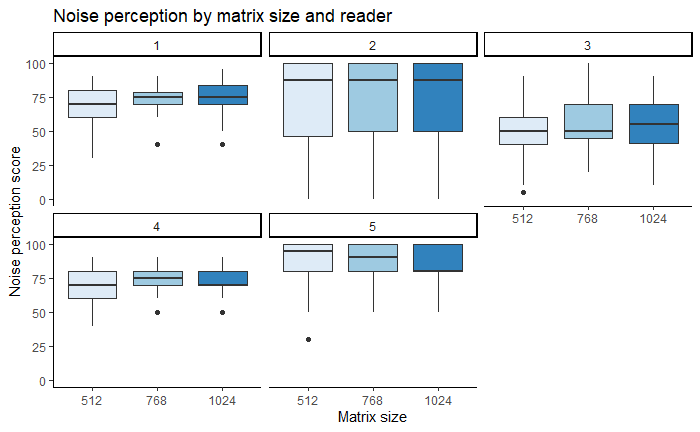 Noise perception by matrix size and reader
1 2 3
100
75
50
25
0
512 768 1024
4 5
100
75
50
25
0
512 768 1024 512 768 1024
Noise perception score
Matrix size